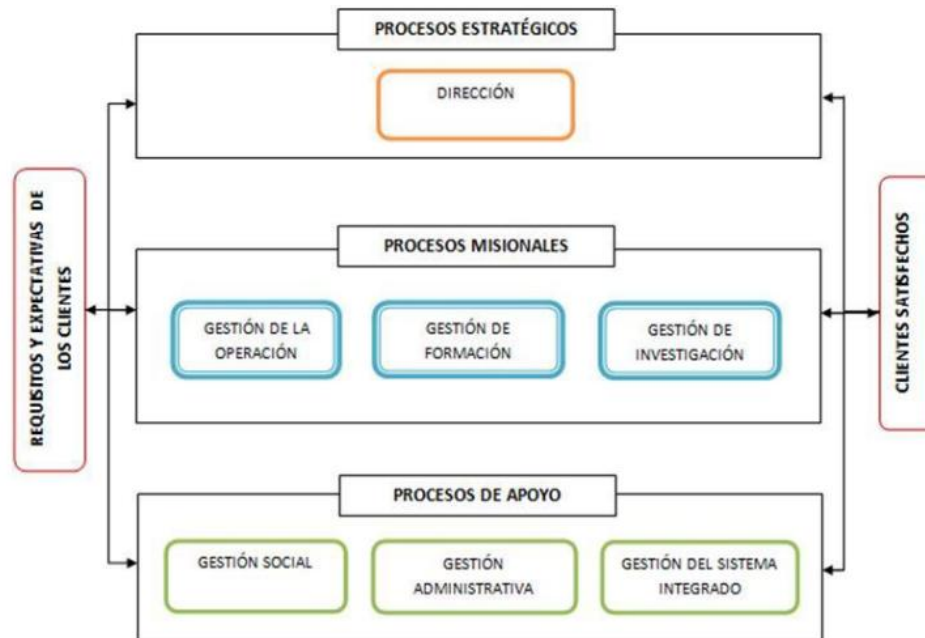 PROCESOS ESTRATÉGICOS
DIRECCIÓN
REQUISITOS Y EXPECTATIVAS DE
LOS CLIENTES
PROCESOS MISIONALES
GESTIÓN DE LA
OPERACIÓN
GESTIÓN DE
FORMACIÓN
GESTIÓN DE
INVESTIGACIÓN
CLIENTES SATISFECHOS
PROCESOS DE APOYO
GESTIÓN SOCIAL
GESTIÓN
ADMINISTRATIVA
GESTIÓN DEL SISTEMA
INTEGRADO